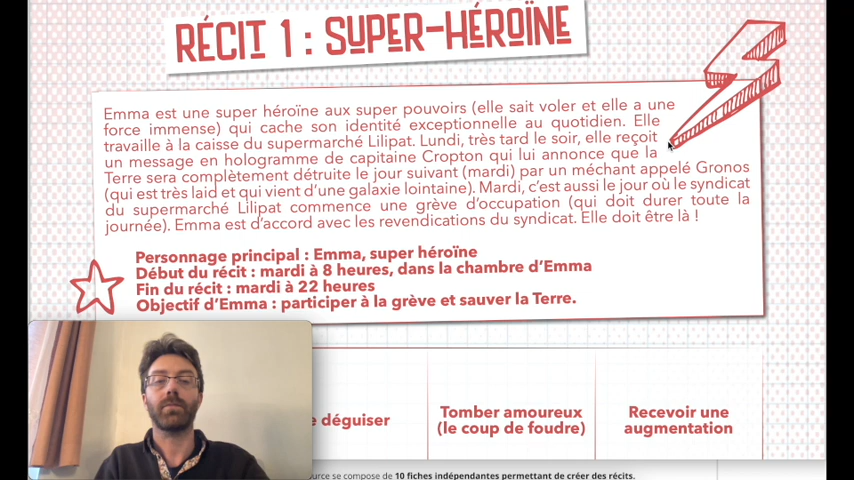 RÉCIT 1 : SUPER-HÉROÏNE
Emma est une super héroïne aux super pouvoirs (elle sait voler et elle a une
force immense) qui cache son identité exceptionnelle au quotidien. Elle
travaille à la caisse du supermarché Lilipat. Lundi, très tard le soir, elle reçoit
un message en hologramme de capitaine Cropton qui lui annonce que la
Terre sera complètement détruite le jour suivant (mardi) par un méchant appelé Gronos
(qui est très laid et qui vient d'une galaxie lointaine). Mardi, c'est aussi le jour où le syndicat
du supermarché Lilipat commence une grève d'occupation (qui doit durer toute la
journée). Emma est d'accord avec les revendications du syndicat. Elle doit être là !
Personnage principal : Emma, super héroïne
Début du récit : mardi à 8 heures, dans la chambre d'Emma
Fin du récit : mardi à 22 heures
Objectif d'Emma : participer à la grève et sauver la Terre.
déguiser
Tomber amoureux
(le coup de foudre)
Recevoir une
augmentation
se compose de 10 fiches indépendantes permettant de créer des récits.